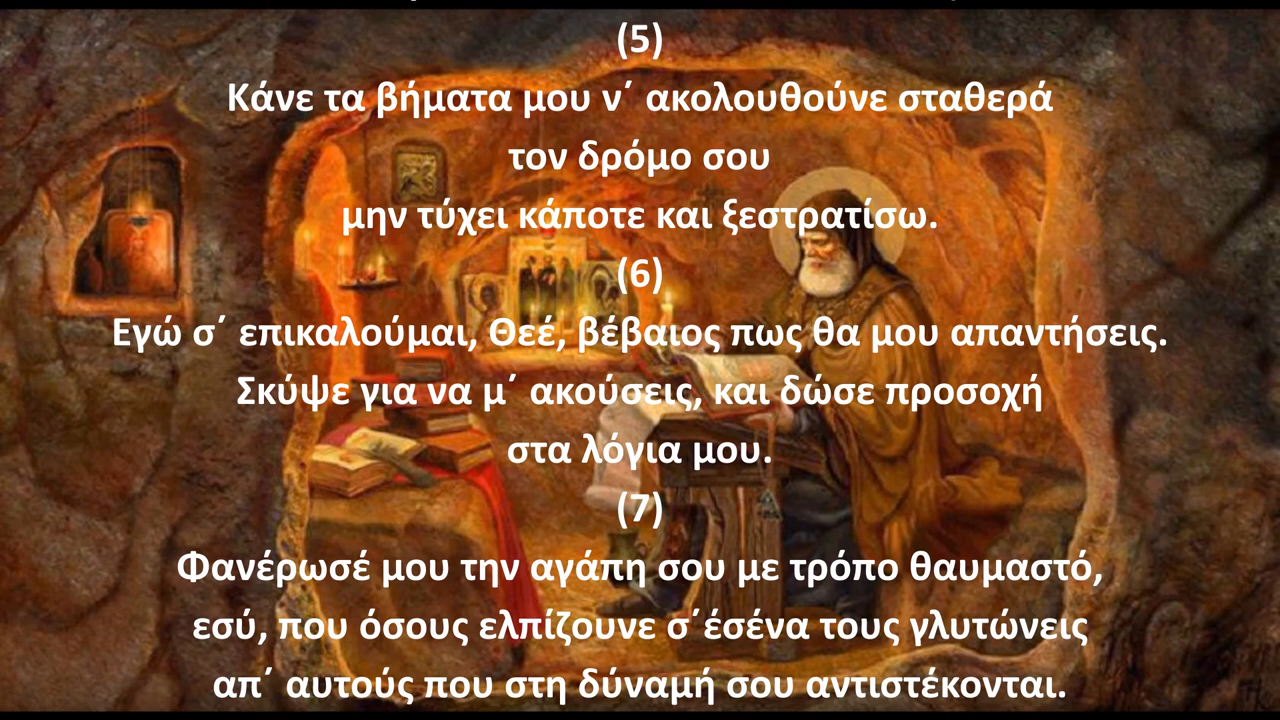 (5)
Κάνε τα βήματα μου ν΄ ακολουθούνε σταθερά
τον δρόμο σου
μην τύχει κάποτε και ξεστρατίσω.
(6)
Εγώ σ΄ επικαλούμαι, Θεέ, βέβαιος πως θα μου απαντήσεις.
Σκύψε για να μ΄ ακούσεις, και δώσε προσοχή
στα λόγια μου.
(7)
Φανέρωσέ μου την αγάπη σου με τρόπο θαυμαστό,
εσύ, που όσους ελπίζουνε σ΄έσένα τους γλυτώνεις
απ΄ αυτούς που στη δύναμή σου αντιστέκονται.